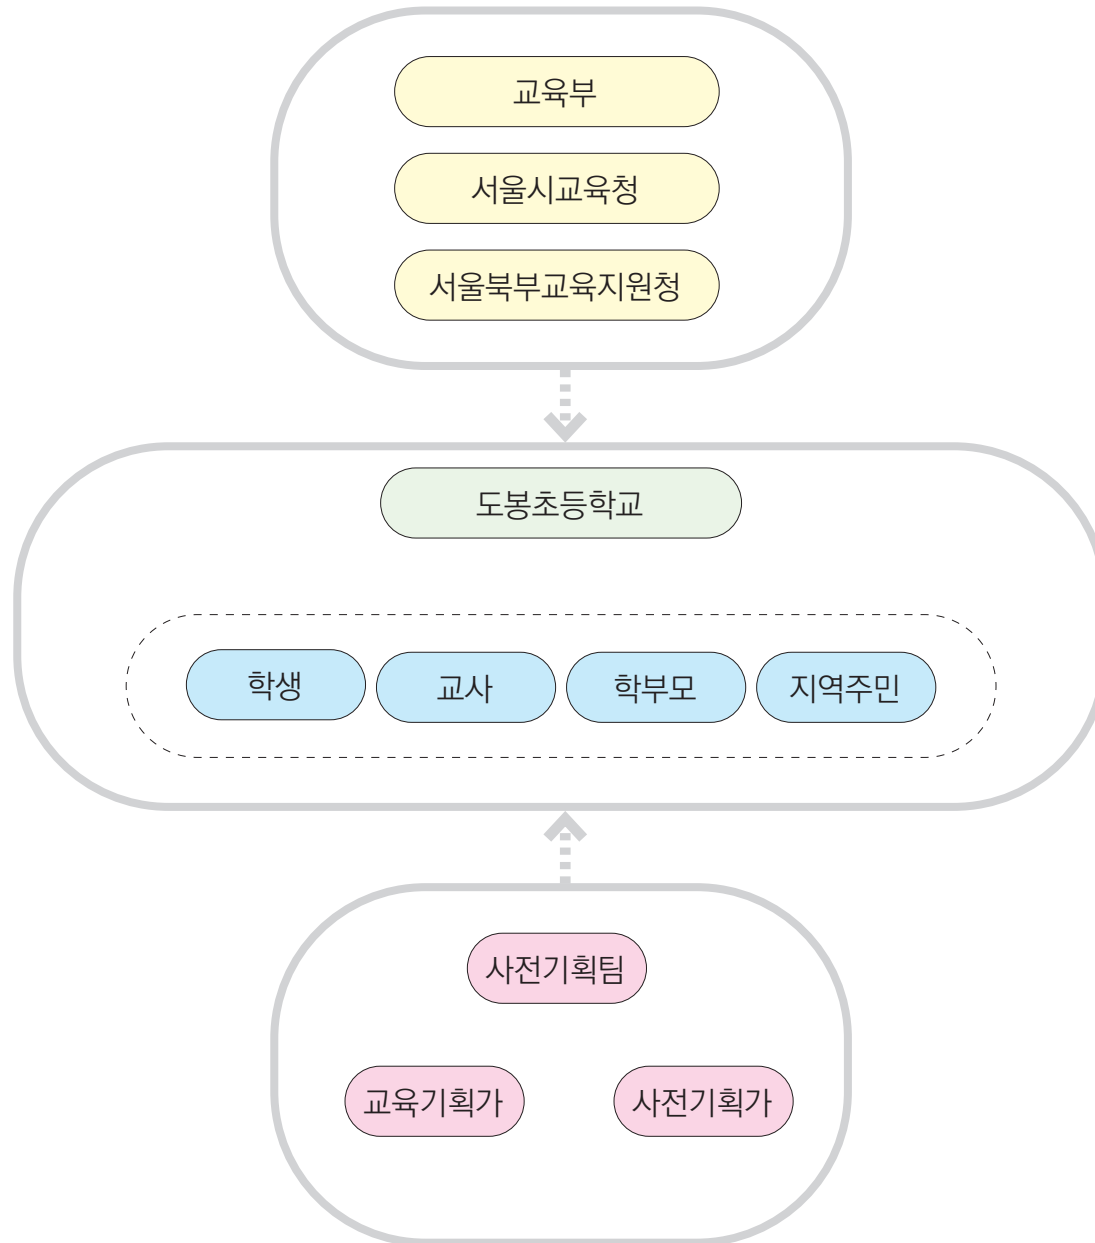 교육부
서울시교육청
서울북부교육지원청
도봉초등학교
학생
교사
학부모
지역주민
사전기획팀
교육기획가
사전기획가